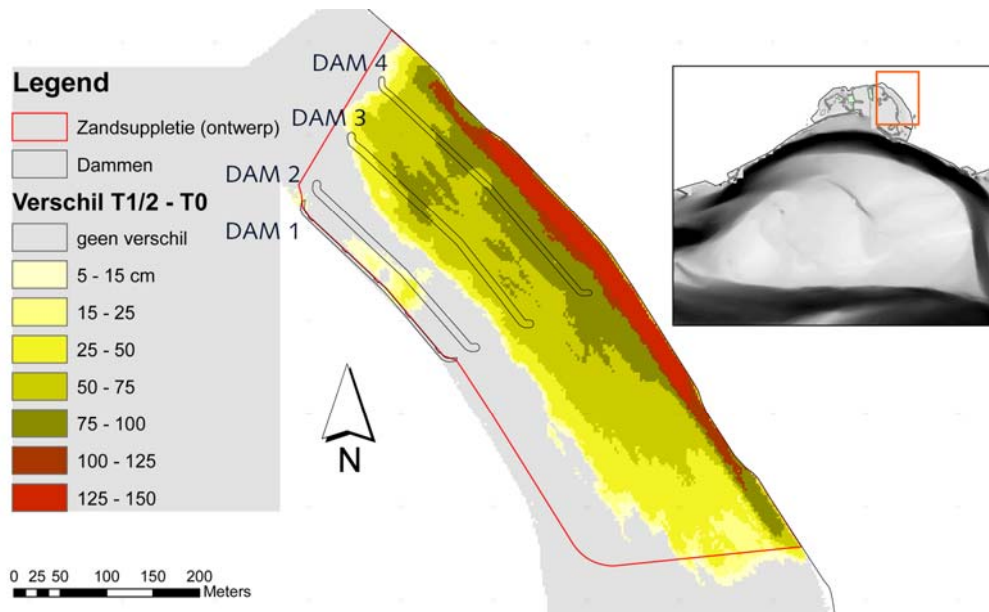 Legend
Zandsuppletie (ontwerp)
Dammen
Verschil T1/2 - T0
geen verschil
5 - 15 cm
15 - 25
25 - 50
50 - 75
75 - 100
100 - 125
125 - 150
0 25 50 100 150 200
Meters
DAM 4
DAM 3
DAM 2
DAM 1
N